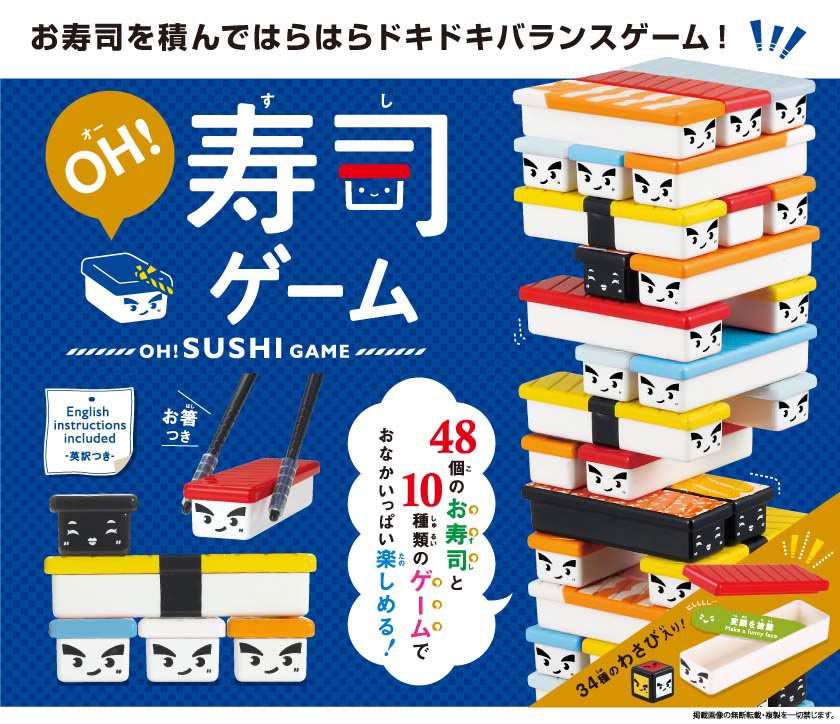 お寿司を積んではらはらドキドキバランスゲーム!
オー
OH!
すし
寿司
ゲーム
OH! SUSHI GAME
English
instructions
included
-英訳つき-
お箸
はし
つき
48個のお寿司と
10種類のゲームで
おなかいっぱい楽しめる!
34種のわさび入り!
変顔を披露
Make a funny face
掲載画像の無断転載・複製を一切禁じます。